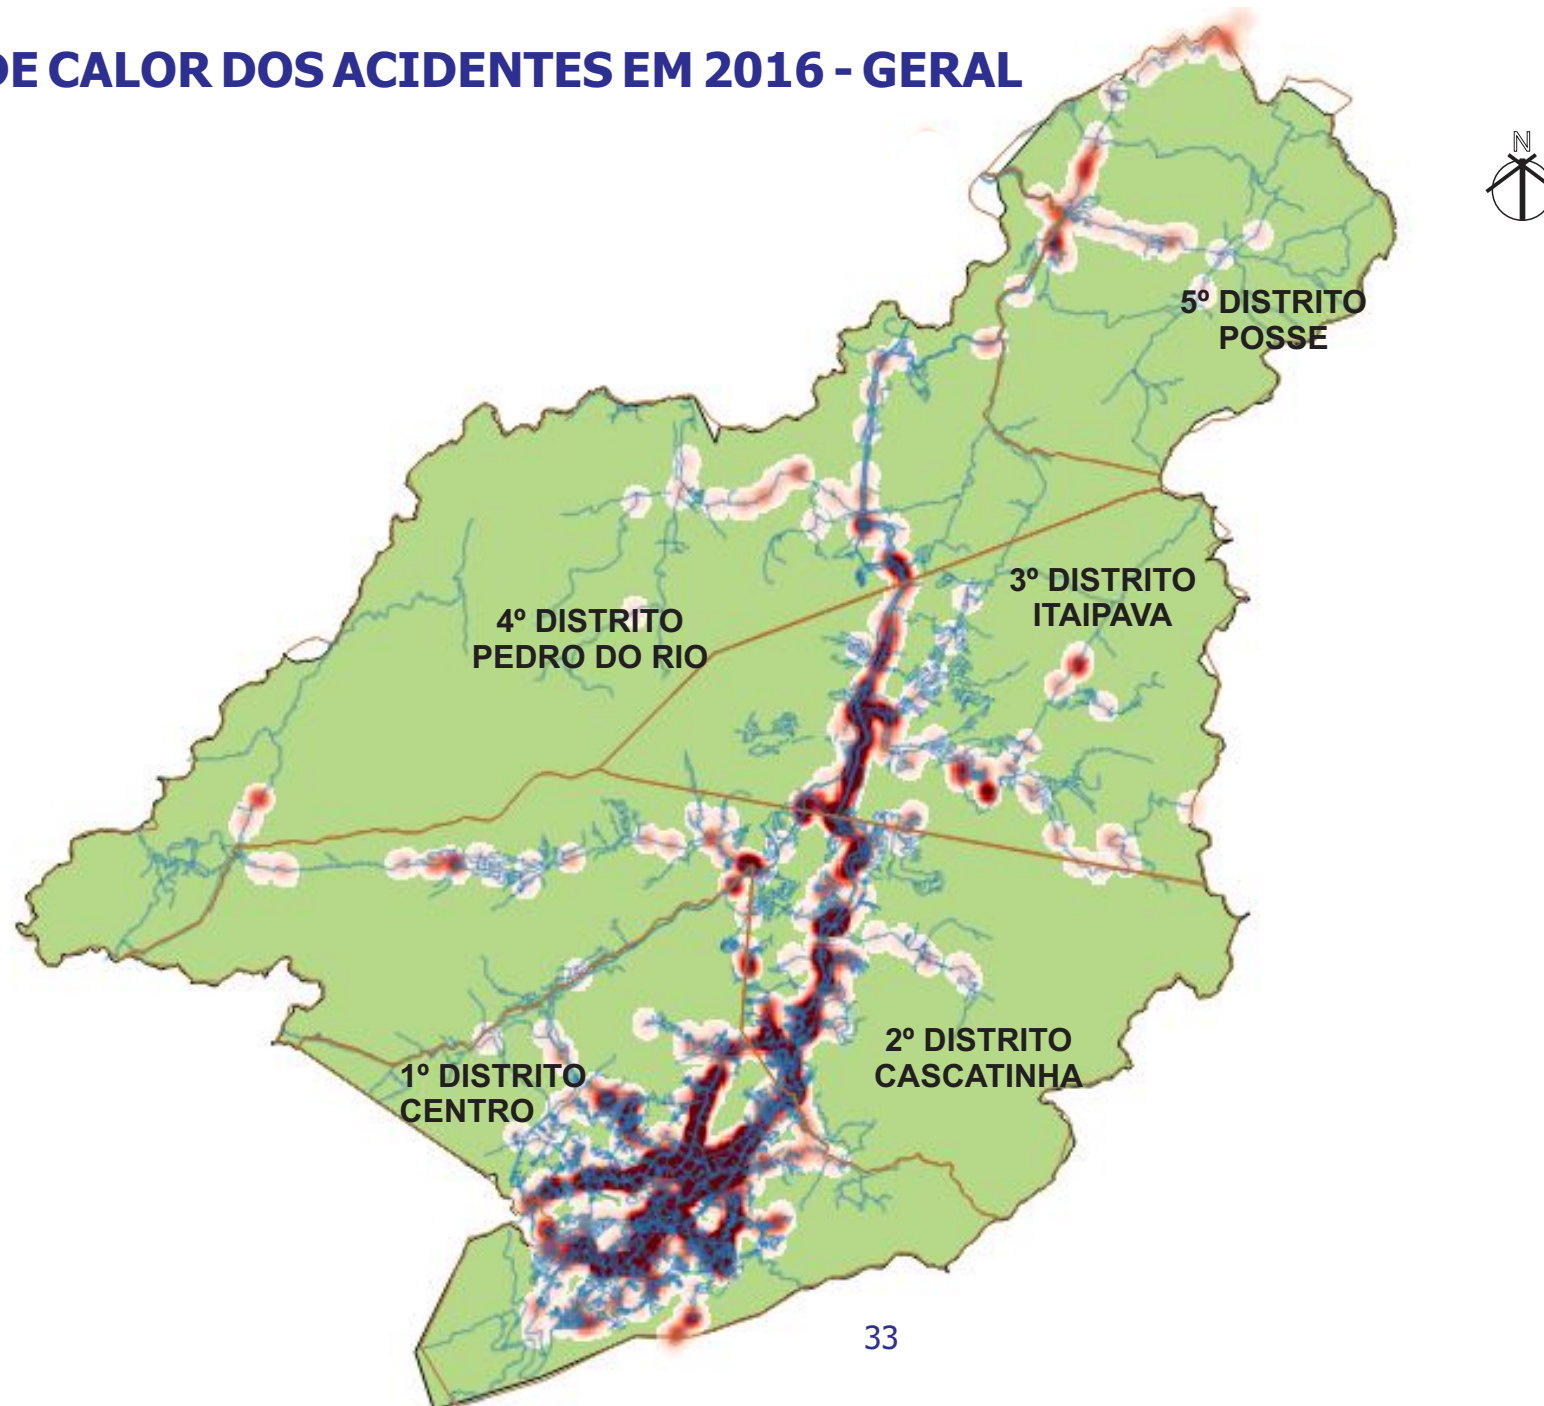 DE CALOR DOS ACIDENTES EM 2016 - GERAL
N
5º DISTRITO
POSSE
3º DISTRITO
ITAIPAVA
4º DISTRITO
PEDRO DO RIO
2º DISTRITO
CASCATINHA
1º DISTRITO
CENTRO
33